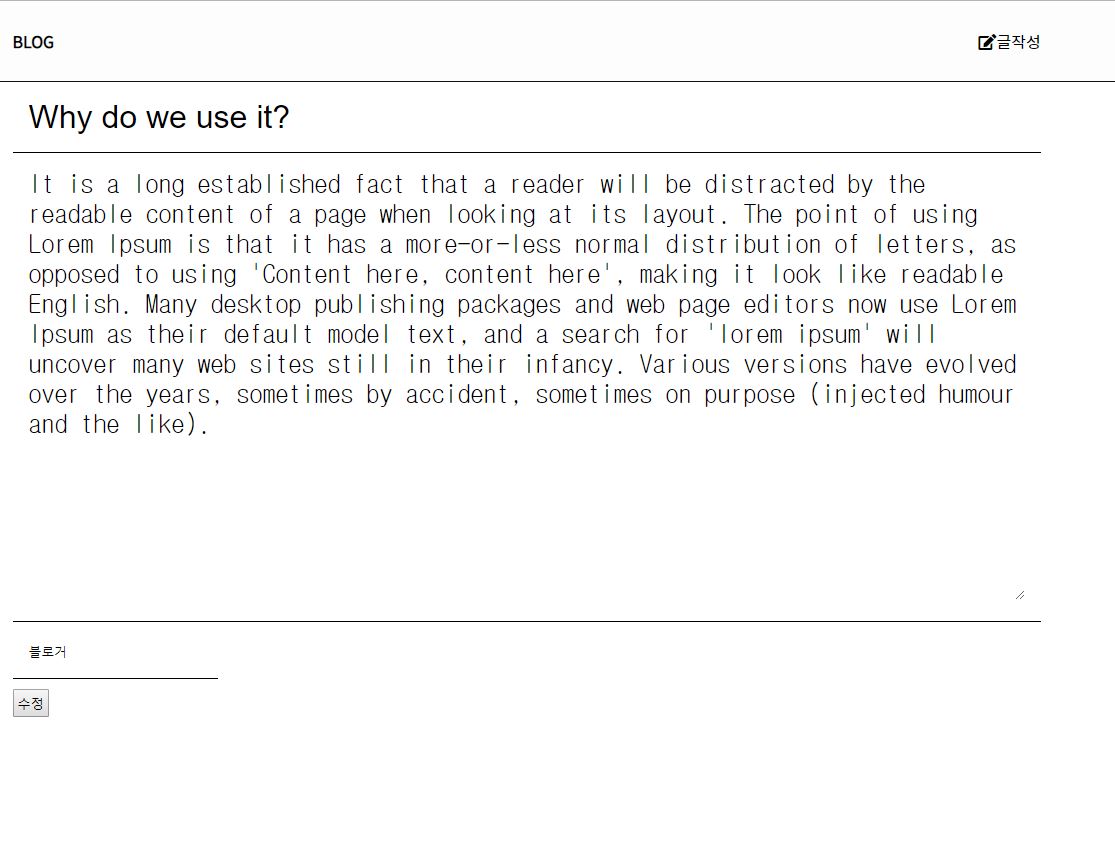 BLOG
글작성
Why do we use it?
It is a long established fact that a reader will be distracted by the
readable content of a page when looking at its layout. The point of using
Lorem Ipsum is that it has a more-or-less normal distribution of letters, as
opposed to using 'Content here, content here', making it look like readable
English. Many desktop publishing packages and web page editors now use Lorem
Ipsum as their default model text, and a search for 'lorem ipsum' will
uncover many web sites still in their infancy. Various versions have evolved
over the years, sometimes by accident, sometimes on purpose (injected humour
and the like).
블로거
수정